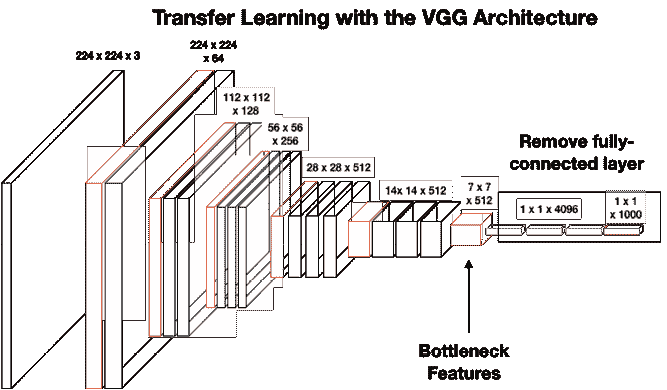 Transfer Learning with the VGG Architecture
224 x 224 x 3
224 x 224
x 64
112 x 112
x 128
56 x 56
x 256
28 x 28 x 512
14x 14 x 512
7 x 7
x 512
Remove fully-
connected layer
1 x 1 x 4096
1 x 1
x 1000
Bottleneck
Features